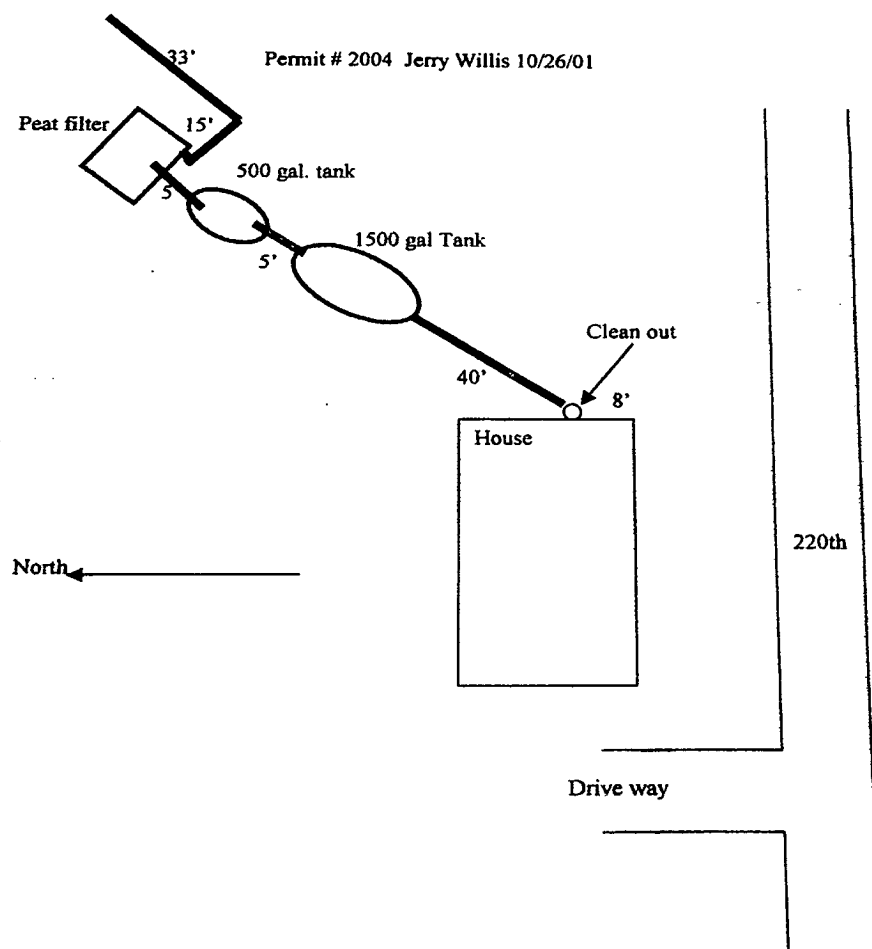 33'
Permit # 2004 Jerry Willis 10/26/01
Peat filter
15'
500 gal. tank
5'
1500 gal Tank
5'
Clean out
40'
8'
House
220th
North
Drive way